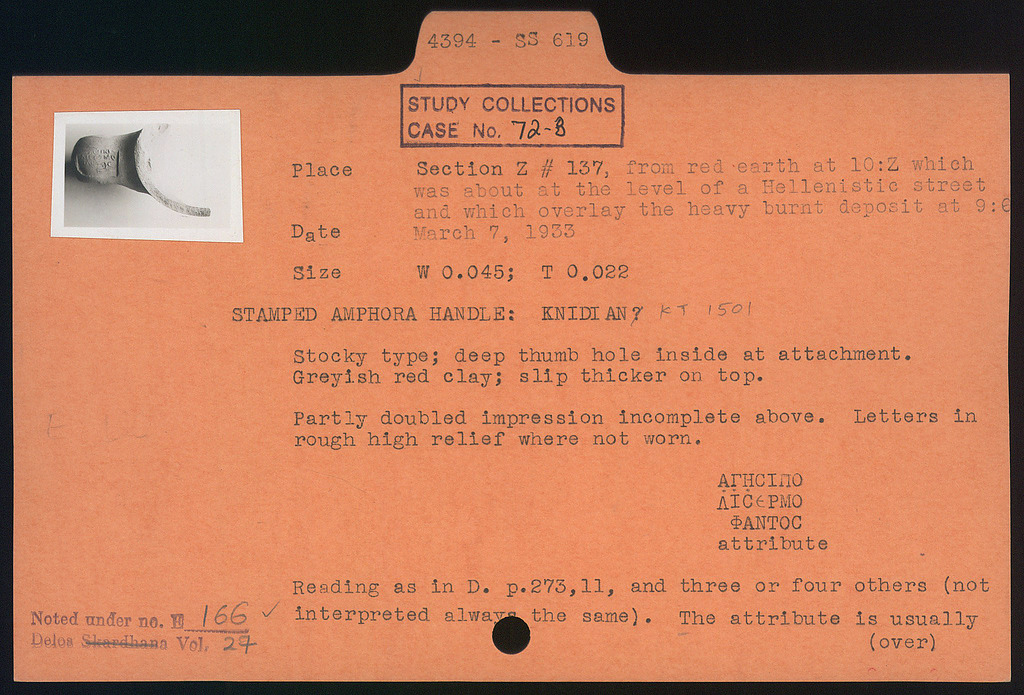 4394 - SS 619
STUDY COLLECTIONS
CASE No. 72-B
Place Section Z # 137, from red earth at 10:Z which
was about at the level of a Hellenistic street
and which overlay the heavy burnt deposit at 9:
Date March 7, 1933
Size W 0.045; T 0.022
STAMPED AMPHORA HANDLE: KNIDIAN? KT 1501
Stocky type; deep thumb hole inside at attachment.
Greyish red clay; slip thicker on top.
Partly doubled impression incomplete above. Letters in
rough high relief where not worn.
ΑΓΗCΙΠΟ
Λ̣Ι̣C̣ЄΡΜΟ
ΦΑΝΤΟC
attribute
Reading as in D. p.273,11, and three or four others (not
interpreted always the same). The attribute is usually
(over)
Noted under no. E 166 ✓
Delos Skardhana Vol. 27